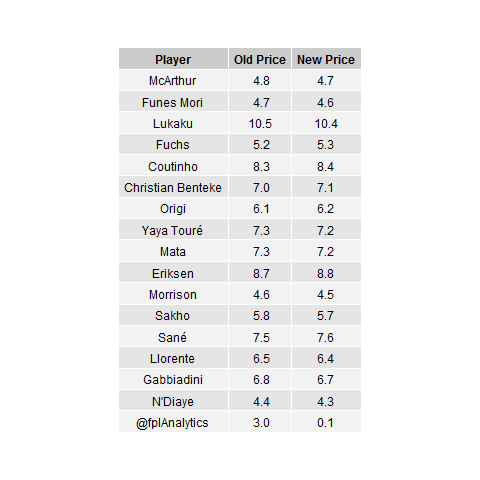 Player Old Price New Price
McArthur 4.8 4.7
Funes Mori 4.7 4.6
Lukaku 10.5 10.4
Fuchs 5.2 5.3
Coutinho 8.3 8.4
Christian Benteke 7.0 7.1
Origi 6.1 6.2
Yaya Touré 7.3 7.2
Mata 7.3 7.2
Eriksen 8.7 8.8
Morrison 4.6 4.5
Sakho 5.8 5.7
Sané 7.5 7.6
Llorente 6.5 6.4
Gabbiadini 6.8 6.7
N'Diaye 4.4 4.3
@fplAnalytics 3.0 0.1